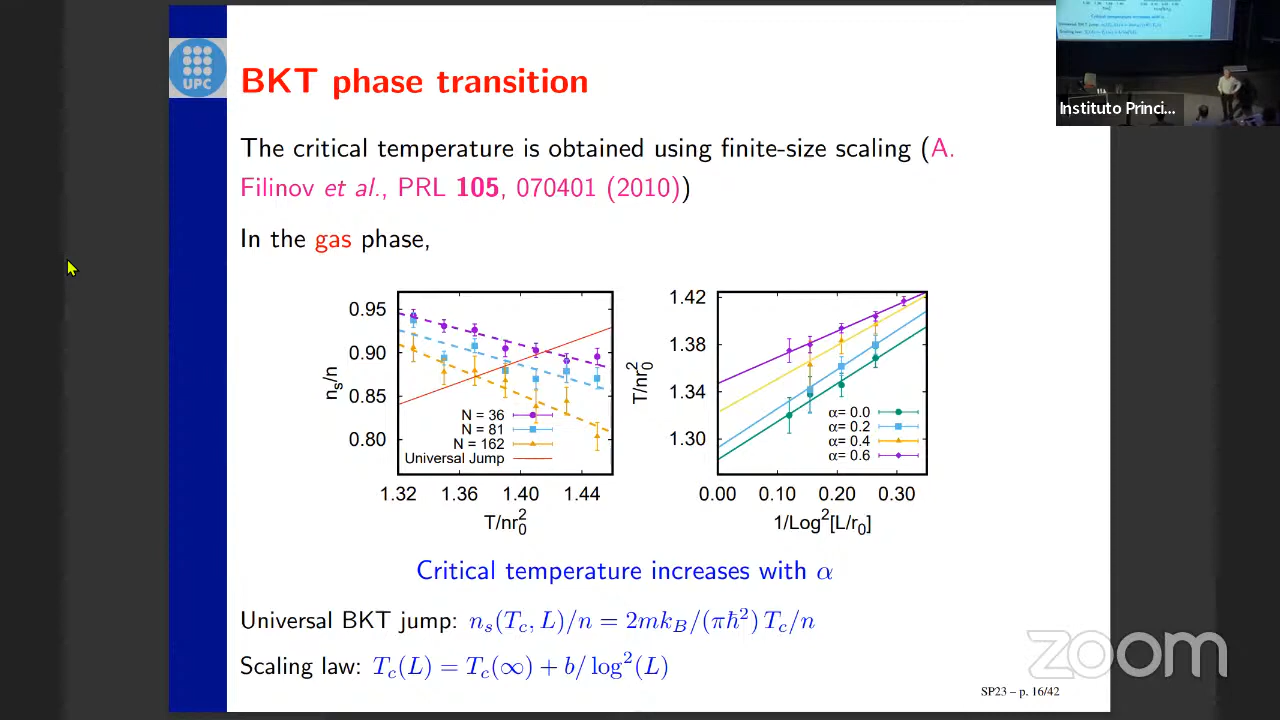 UPC
BKT phase transition
The critical temperature is obtained using finite-size scaling (A.
Filinov et al., PRL 105, 070401 (2010))
In the gas phase,
0.95
0.90
0.85
0.80
n_s/n
N = 36
N = 81
N = 162
Universal Jump
1.32 1.36 1.40 1.44
T/nr_0^2
1.42
1.38
1.34
1.30
T/nr_0^2
α= 0.0
α= 0.2
α= 0.4
α= 0.6
0.00 0.10 0.20 0.30
1/Log^2[L/r_0]
Critical temperature increases with α
Universal BKT jump: n_s(T_c, L)/n = 2mk_B/(πħ^2) T_c/n
Scaling law: T_c(L) = T_c(∞) + b/ log^2(L)
SP23 – p. 16/42
Instituto Princi...
zoom